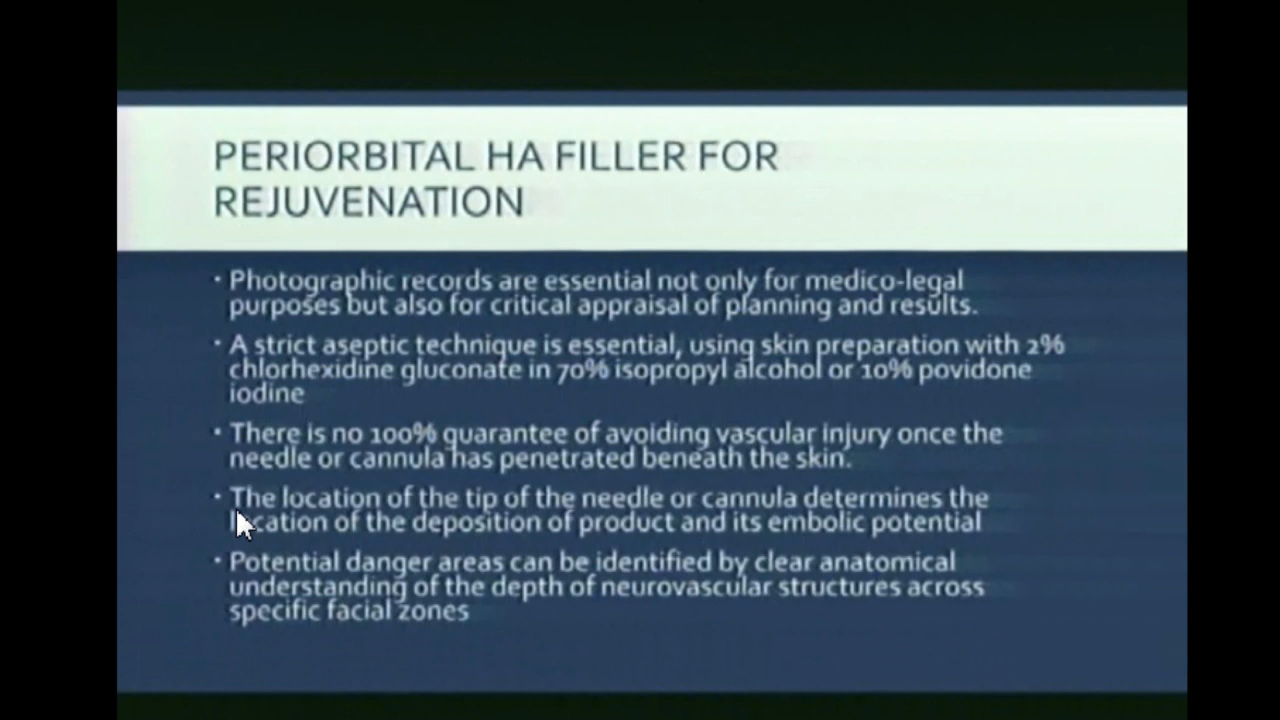 PERIORBITAL HA FILLER FOR
REJUVENATION
· Photographic records are essential not only for medico-legal
purposes but also for critical appraisal of planning and results.
· A strict aseptic technique is essential, using skin preparation with 2%
chlorhexidine gluconate in 70% isopropyl alcohol or 10% povidone
iodine
· There is no 100% guarantee of avoiding vascular injury once the
needle or cannula has penetrated beneath the skin.
· The location of the tip of the needle or cannula determines the
location of the deposition of product and its embolic potential
· Potential danger areas can be identified by clear anatomical
understanding of the depth of neurovascular structures across
specific facial zones